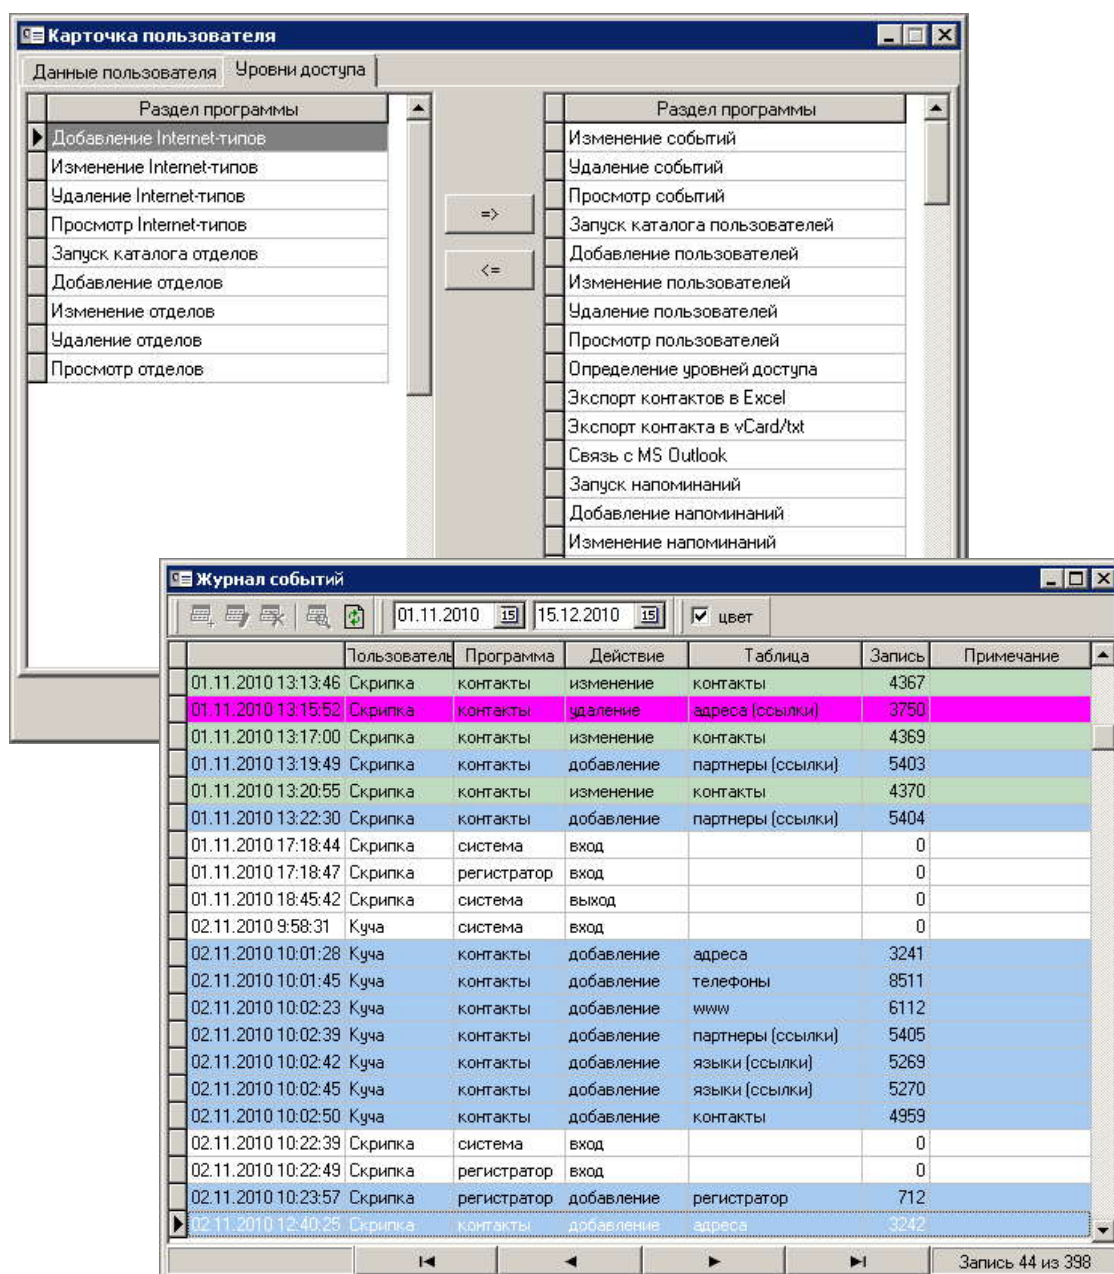 Карточка пользователя
Данные пользователя Уровни доступа
Раздел программы
Добавление Internet-типов
Изменение Internet-типов
Удаление Internet-типов
Просмотр Internet-типов
Запуск каталога отделов
Добавление отделов
Изменение отделов
Удаление отделов
Просмотр отделов
=>
<=
Раздел программы
Изменение событий
Удаление событий
Просмотр событий
Запуск каталога пользователей
Добавление пользователей
Изменение пользователей
Удаление пользователей
Просмотр пользователей
Определение уровней доступа
Экспорт контактов в Excel
Экспорт контакта в vCard/txt
Связь с MS Outlook
Запуск напоминаний
Добавление напоминаний
Изменение напоминаний
Журнал событий
01.11.2010 15 15.12.2010 15 цвет
Пользователь Программа Действие Таблица Запись Примечание
01.11.2010 13:13:46 Скрипка контакты изменение контакты 4367
01.11.2010 13:15:52 Скрипка контакты удаление адреса (ссылки) 3750
01.11.2010 13:17:00 Скрипка контакты изменение контакты 4369
01.11.2010 13:19:49 Скрипка контакты добавление партнеры (ссылки) 5403
01.11.2010 13:20:55 Скрипка контакты изменение контакты 4370
01.11.2010 13:22:30 Скрипка контакты добавление партнеры (ссылки) 5404
01.11.2010 17:18:44 Скрипка система вход 0
01.11.2010 17:18:47 Скрипка регистратор вход 0
01.11.2010 18:45:42 Скрипка система выход 0
02.11.2010 9:58:31 Куча система вход 0
02.11.2010 10:01:28 Куча контакты добавление адреса 3241
02.11.2010 10:01:45 Куча контакты добавление телефоны 8511
02.11.2010 10:02:23 Куча контакты добавление www 6112
02.11.2010 10:02:39 Куча контакты добавление партнеры (ссылки) 5405
02.11.2010 10:02:42 Куча контакты добавление языки (ссылки) 5269
02.11.2010 10:02:45 Куча контакты добавление языки (ссылки) 5270
02.11.2010 10:02:50 Куча контакты добавление контакты 4959
02.11.2010 10:22:39 Скрипка система вход 0
02.11.2010 10:22:49 Скрипка регистратор вход 0
02.11.2010 10:23:57 Скрипка регистратор добавление регистратор 712
02.11.2010 12:40:25 Скрипка контакты добавление адреса 3242
Запись 44 из 398